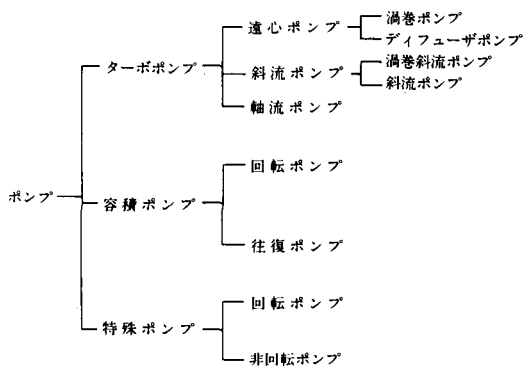 ポンプ
ターボポンプ
遠心ポンプ
渦巻ポンプ
ディフューザポンプ
斜流ポンプ
渦巻斜流ポンプ
斜流ポンプ
軸流ポンプ
容積ポンプ
回転ポンプ
往復ポンプ
特殊ポンプ
回転ポンプ
非回転ポンプ